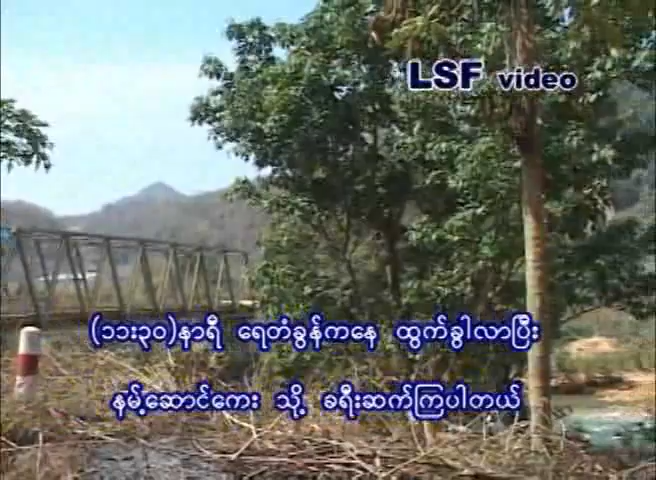 LSF video
(၁၁:၃၀)နာရီ ရေတံခွန်ကနေ ထွက်ခွါလာပြီး
နမ့်ဆောင်ကေး သို့ ခရီးဆက်ကြပါတယ်